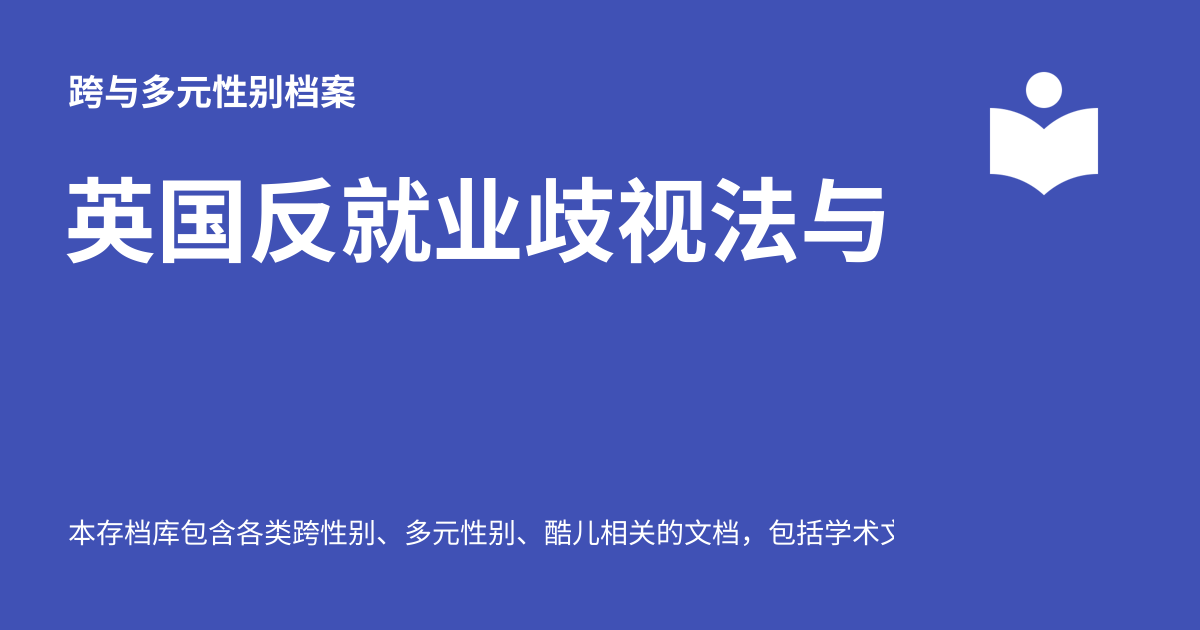 跨与多元性别档案
英国反就业歧视法与
本存档库包含各类跨性别、多元性别、酷儿相关的文档，包括学术